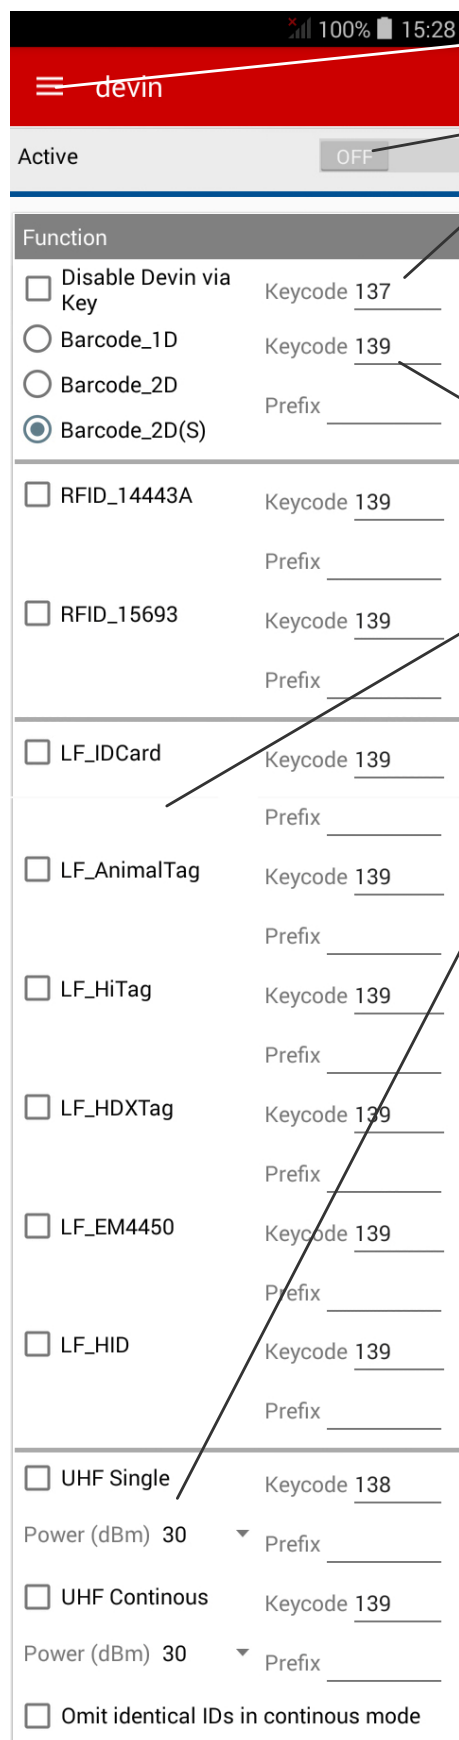 100% 15:28
devin
Active OFF
Function
Disable Devin via
Key
Keycode 137
Barcode_1D
Keycode 139
Barcode_2D
Prefix
Barcode_2D(S)
RFID_14443A
Keycode 139
Prefix
RFID_15693
Keycode 139
Prefix
LF_IDCard
Keycode 139
Prefix
LF_AnimalTag
Keycode 139
Prefix
LF_HiTag
Keycode 139
Prefix
LF_HDXTag
Keycode 139
Prefix
LF_EM4450
Keycode 139
Prefix
LF_HID
Keycode 139
Prefix
UHF Single
Keycode 138
Power (dBm) 30
Prefix
UHF Continous
Keycode 139
Power (dBm) 30
Prefix
Omit identical IDs in continous mode